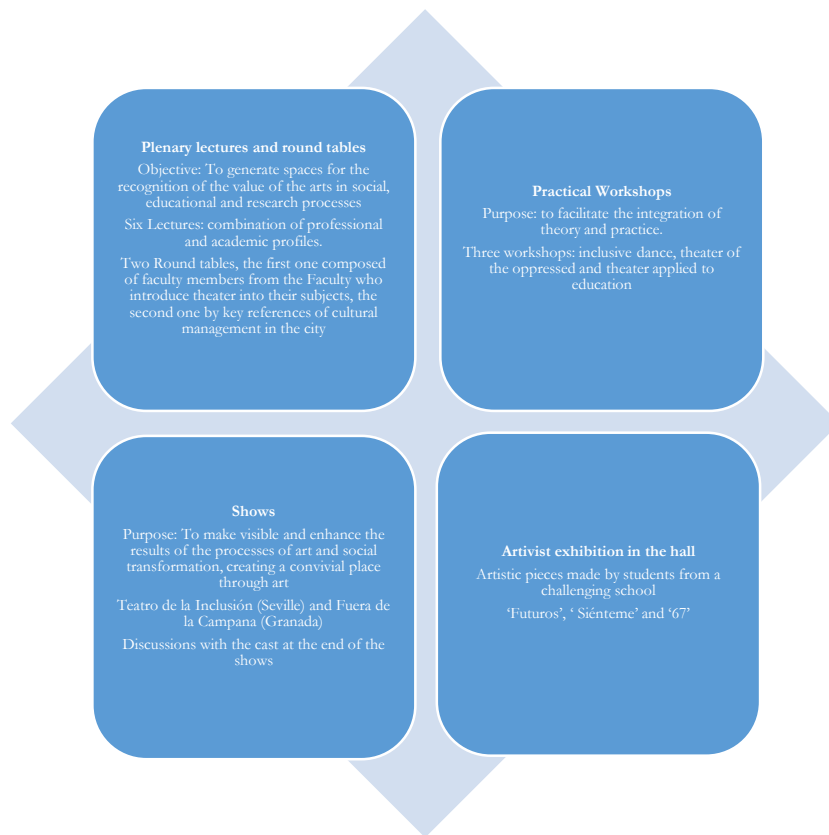 Plenary lectures and round tables
Objective: To generate spaces for the
recognition of the value of the arts in social,
educational and research processes
Six Lectures: combination of professional
and academic profiles.
Two Round tables, the first one composed
of faculty members from the Faculty who
introduce theater into their subjects, the
second one by key references of cultural
management in the city
Practical Workshops
Purpose: to facilitate the integration of
theory and practice.
Three workshops: inclusive dance, theater of
the oppressed and theater applied to
education
Shows
Purpose: To make visible and enhance the
results of the processes of art and social
transformation, creating a convivial place
through art
Teatro de la Inclusión (Seville) and Fuera de
la Campana (Granada)
Discussions with the cast at the end of the
shows
Artivist exhibition in the hall
Artistic pieces made by students from a
challenging school
‘Futuros’, ‘ Siénteme’ and ‘67’